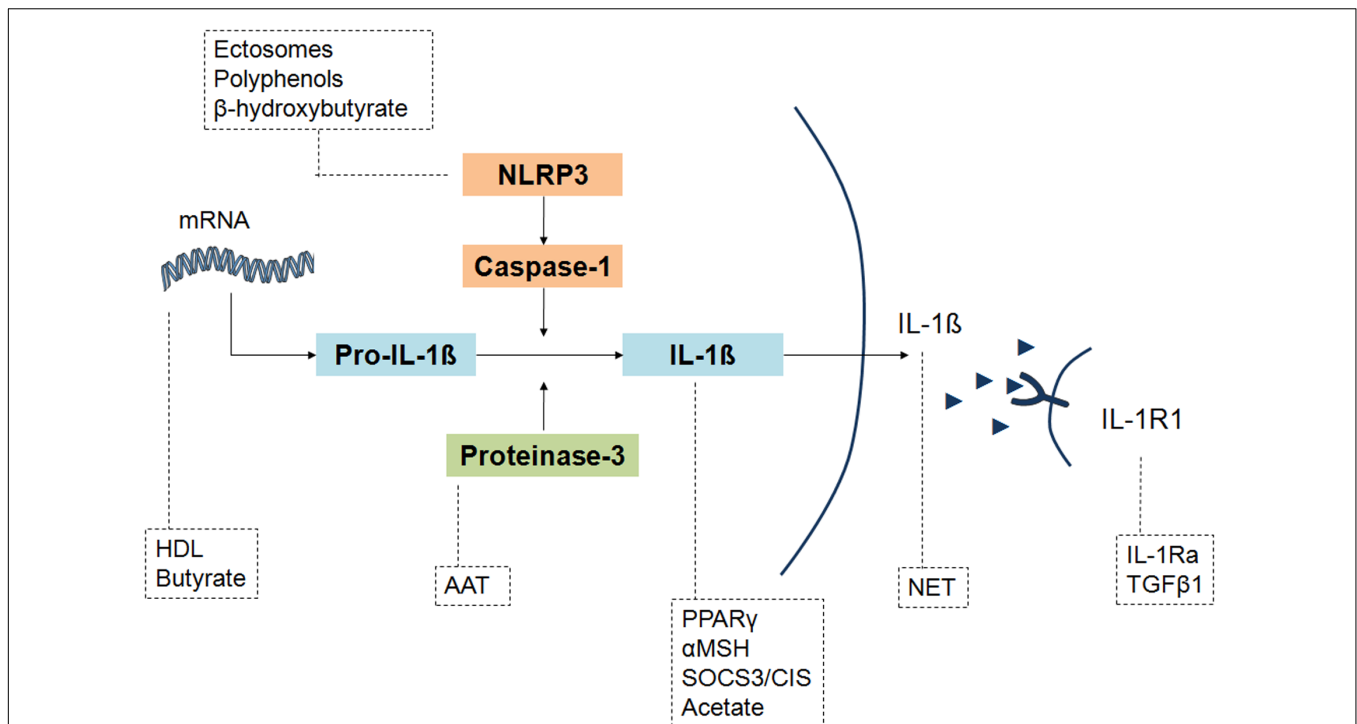 Ectosomes
Polyphenols
β-hydroxybutyrate
NLRP3
mRNA
Caspase-1
Pro-IL-1ß
IL-1ß
IL-1ß
IL-1R1
Proteinase-3
HDL
Butyrate
AAT
PPARγ
αMSH
SOCS3/CIS
Acetate
NET
IL-1Ra
TGFβ1